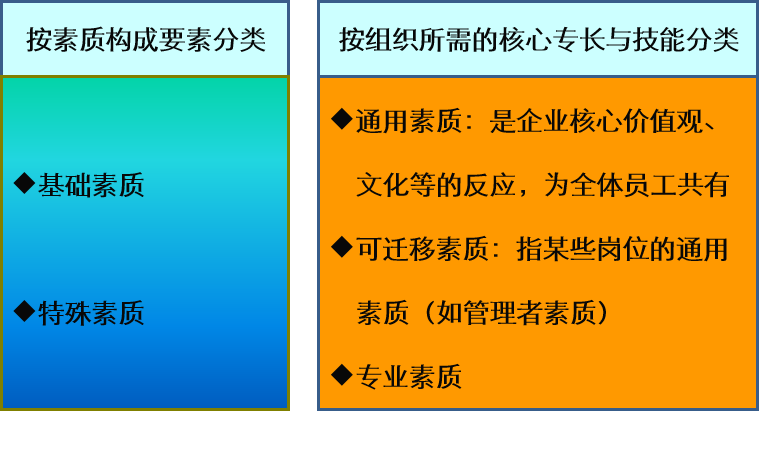 按素质构成要素分类
◆基础素质
◆特殊素质
按组织所需的核心专长与技能分类
◆通用素质：是企业核心价值观、
文化等的反应，为全体员工共有
◆可迁移素质：指某些岗位的通用
素质（如管理者素质）
◆专业素质